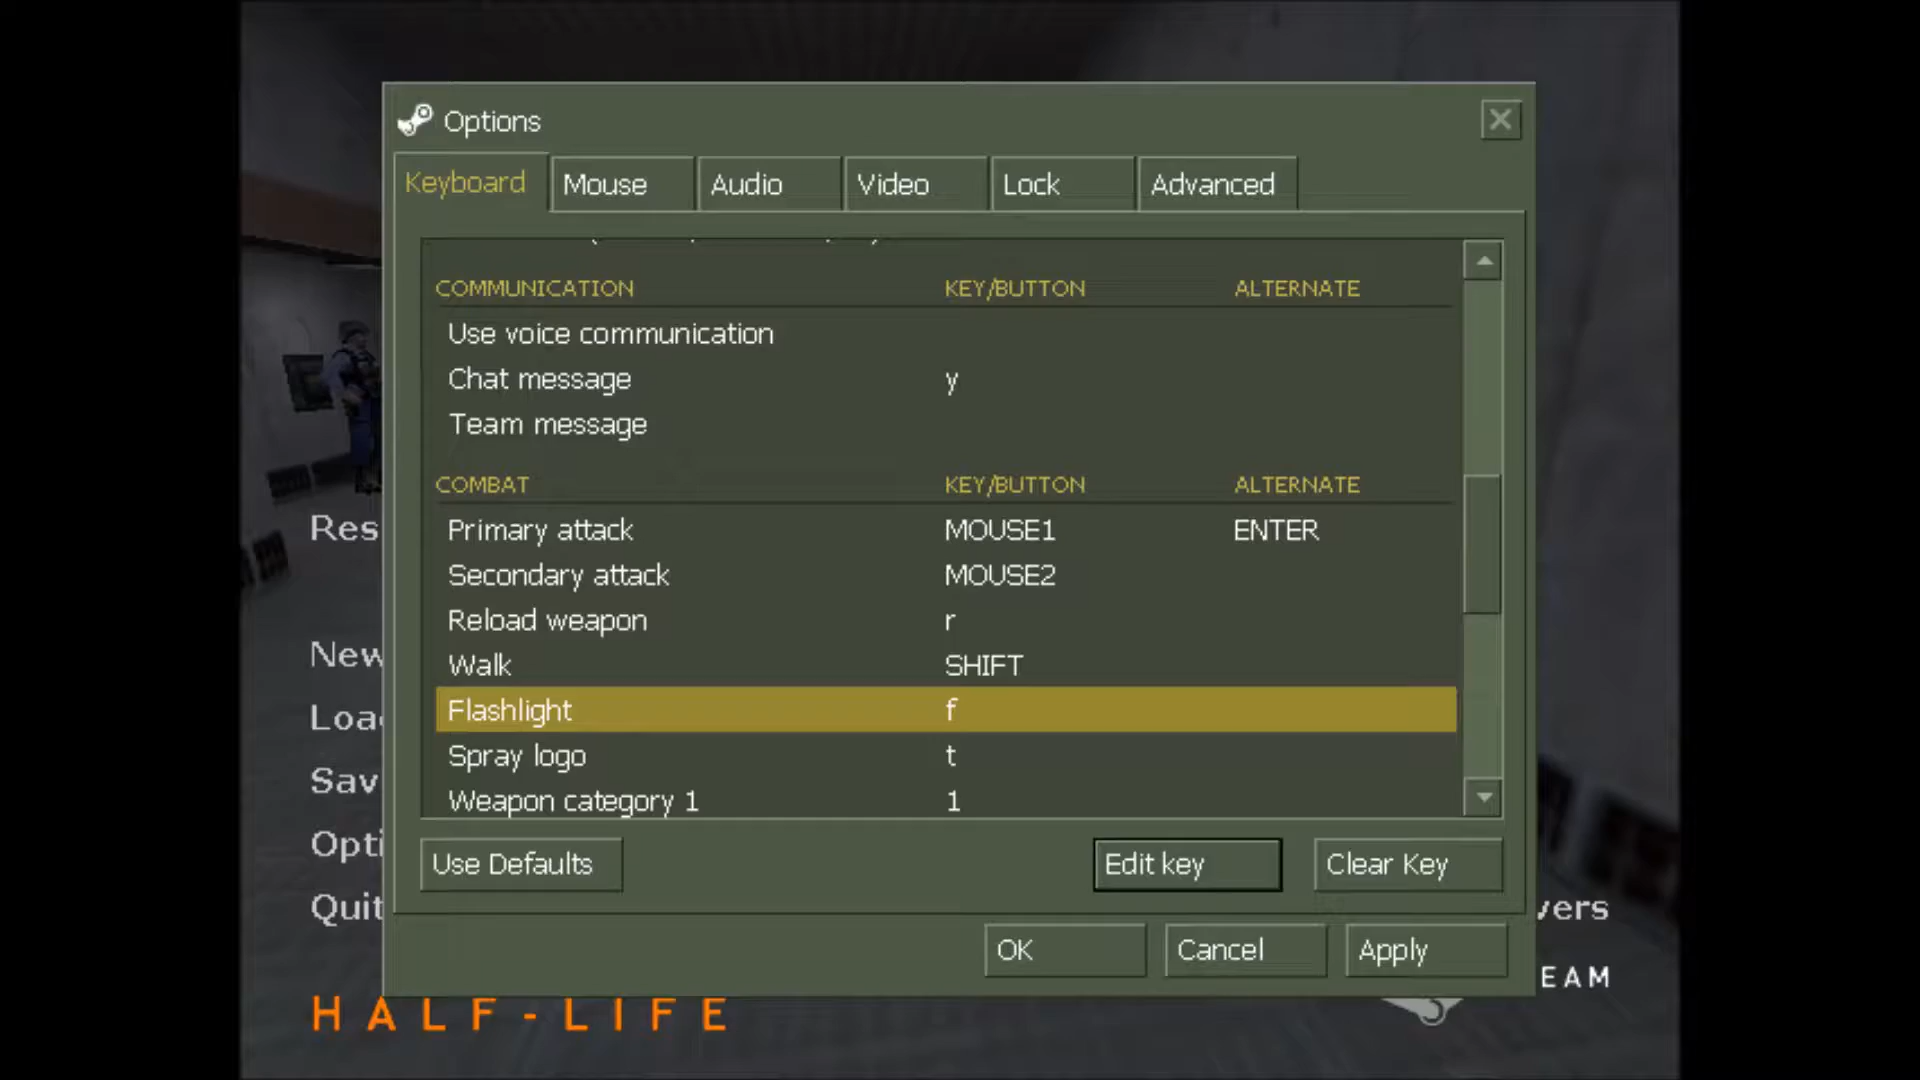 Options
Keyboard Mouse Audio Video Lock Advanced
COMMUNICATION KEY/BUTTON ALTERNATE
Use voice communication
Chat message y
Team message
COMBAT KEY/BUTTON ALTERNATE
Primary attack MOUSE1 ENTER
Secondary attack MOUSE2
Reload weapon r
Walk SHIFT
Flashlight f
Spray logo t
Weapon category 1 1
Use Defaults Edit key Clear Key
OK Cancel Apply
Res
New
Loa
Sav
Opti
Quit
vers
EAM
HALF-LIFE